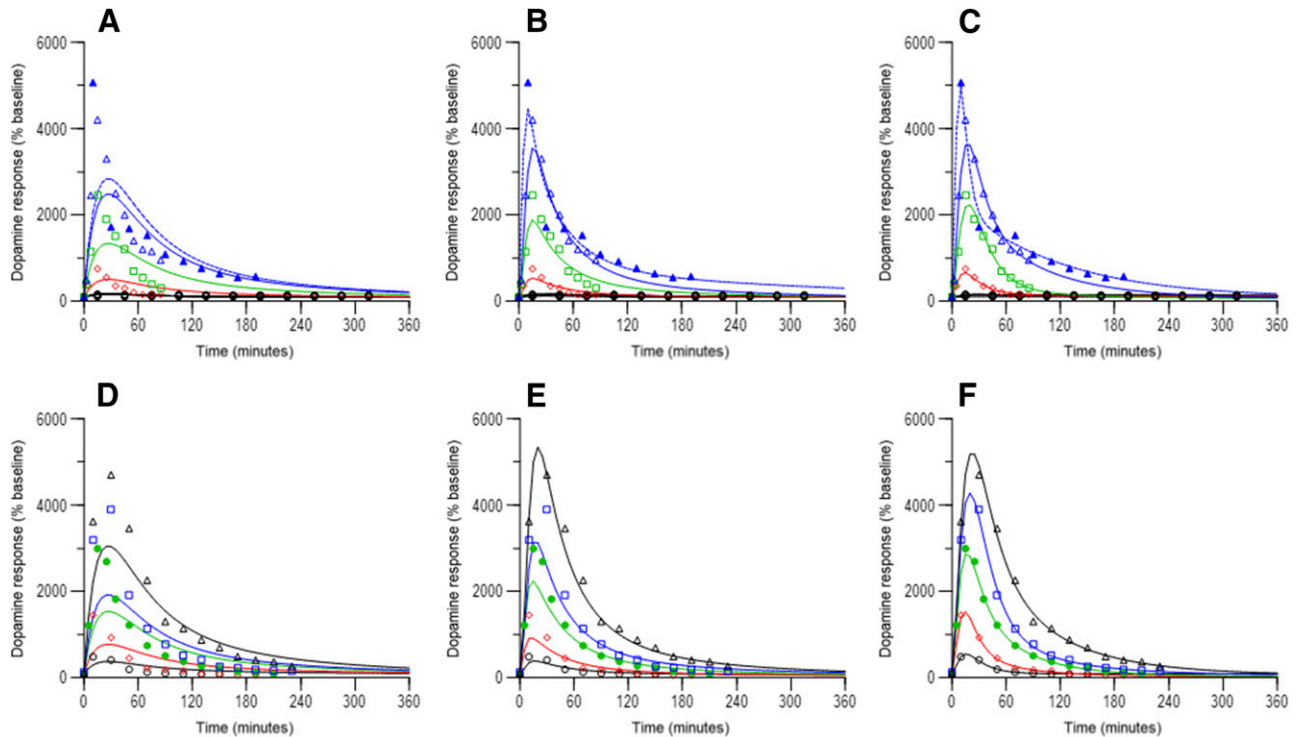 A B C
6000 6000 6000
4000 4000 4000
2000 2000 2000
0 0 0
Dopamine response (% baseline) Dopamine response (% baseline) Dopamine response (% baseline)
0 60 120 180 240 300 360 0 60 120 180 240 300 360 0 60 120 180 240 300 360
Time (minutes) Time (minutes) Time (minutes)
D E F
6000 6000 6000
4000 4000 4000
2000 2000 2000
0 0 0
Dopamine response (% baseline) Dopamine response (% baseline) Dopamine response (% baseline)
0 60 120 180 240 300 360 0 60 120 180 240 300 360 0 60 120 180 240 300 360
Time (minutes) Time (minutes) Time (minutes)